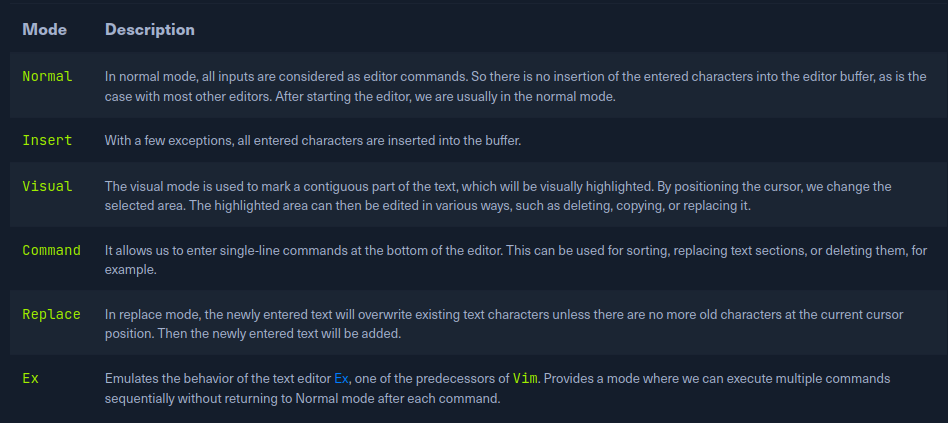 Mode Description
Normal In normal mode, all inputs are considered as editor commands. So there is no insertion of the entered characters into the editor buffer, as is the
case with most other editors. After starting the editor, we are usually in the normal mode.
Insert With a few exceptions, all entered characters are inserted into the buffer.
Visual The visual mode is used to mark a contiguous part of the text, which will be visually highlighted. By positioning the cursor, we change the
selected area. The highlighted area can then be edited in various ways, such as deleting, copying, or replacing it.
Command It allows us to enter single-line commands at the bottom of the editor. This can be used for sorting, replacing text sections, or deleting them, for
example.
Replace In replace mode, the newly entered text will overwrite existing text characters unless there are no more old characters at the current cursor
position. Then the newly entered text will be added.
Ex Emulates the behavior of the text editor Ex, one of the predecessors of Vim. Provides a mode where we can execute multiple commands
sequentially without returning to Normal mode after each command.